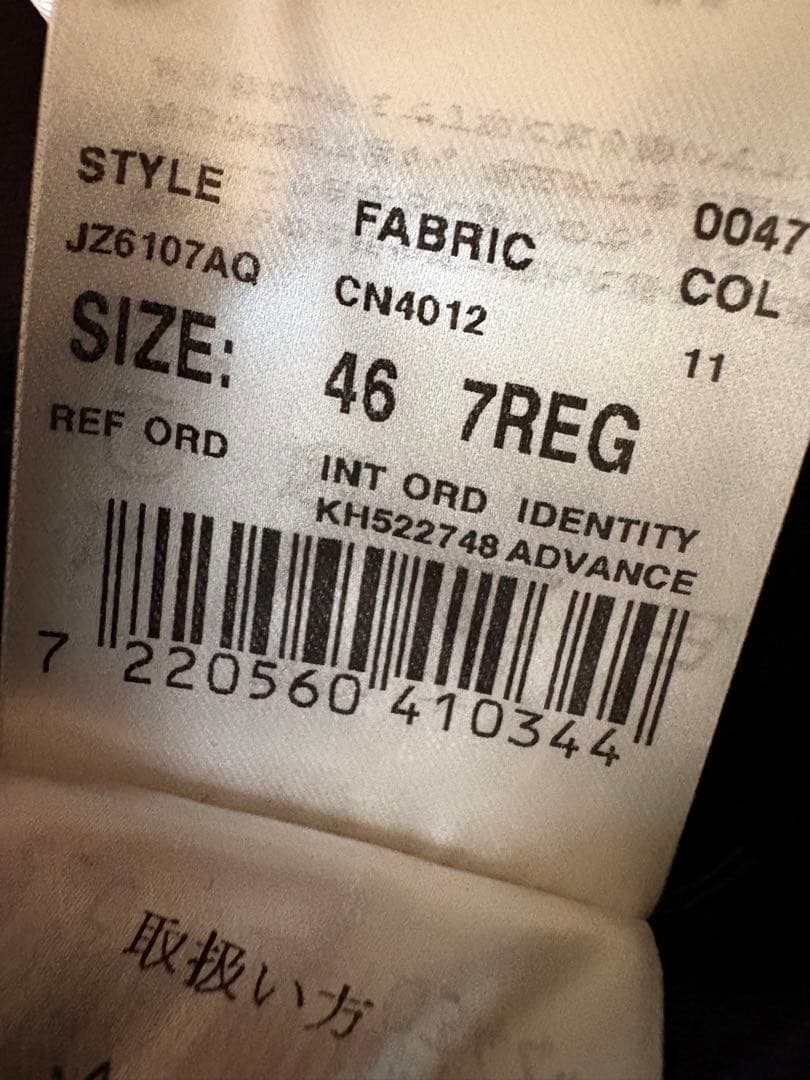 0047
STYLE FABRIC COL
JZ6107AQ CN4012 11
SIZE: 46 7REG
REF ORD INT ORD IDENTITY
KH522748 ADVANCE
7 220560 410344
取扱い方